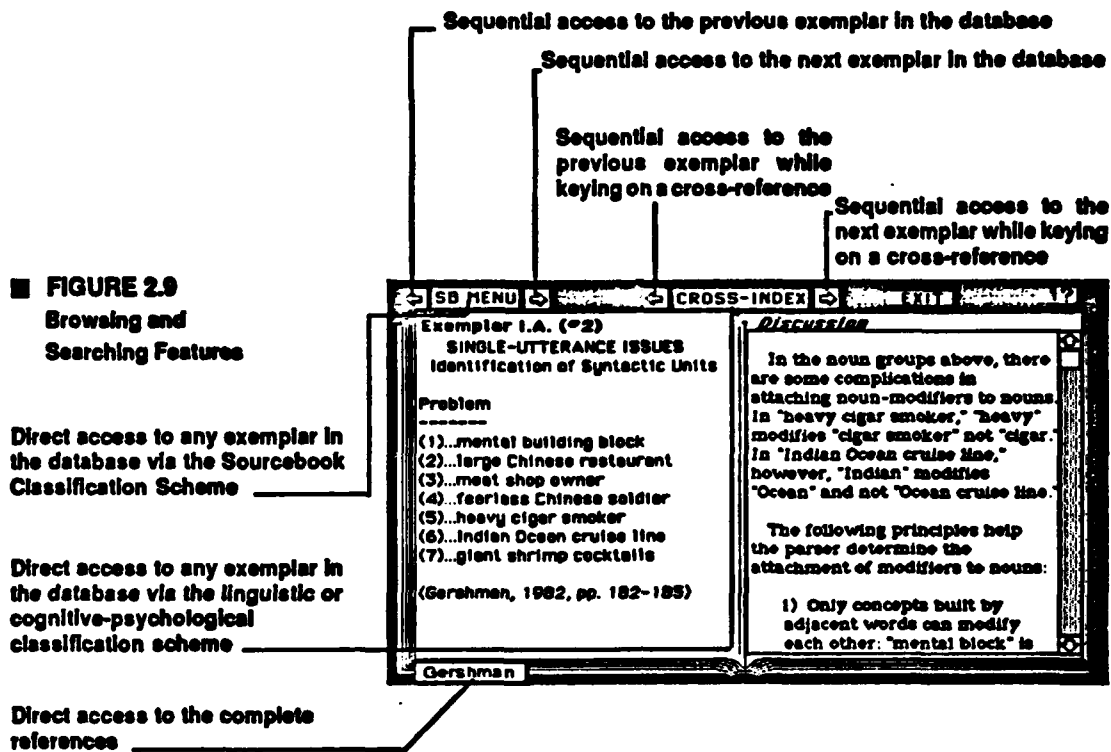 Sequential access to the previous exemplar in the database
Sequential access to the next exemplar in the database
Sequential access to the
previous exemplar while
keying on a cross-reference
Sequential access to the
next exemplar while keying
on a cross-reference
■ FIGURE 2.9
Browsing and
Searching Features
Direct access to any exemplar in
the database via the Sourcebook
Classification Scheme
Direct access to any exemplar in
the database via the linguistic or
cognitive-psychological
classification scheme
Direct access to the complete
references
SB MENU CROSS-INDEX EXIT ?
Exemplar I.A. (#2)
SINGLE-UTTERANCE ISSUES
Identification of Syntactic Units
Problem
-------
(1)...mental building block
(2)...large Chinese restaurant
(3)...meat shop owner
(4)...fearless Chinese soldier
(5)...heavy cigar smoker
(6)...Indian Ocean cruise line
(7)...giant shrimp cocktails
(Gershman, 1982, pp. 182-185)
Gershman
Discussion
In the noun groups above, there
are some complications in
attaching noun-modifiers to nouns.
In "heavy cigar smoker," "heavy"
modifies "cigar smoker" not "cigar."
In "Indian Ocean cruise line,"
however, "Indian" modifies
"Ocean" and not "Ocean cruise line."
The following principles help
the parser determine the
attachment of modifiers to nouns:
1) Only concepts built by
adjacent words can modify
each other: "mental block" is